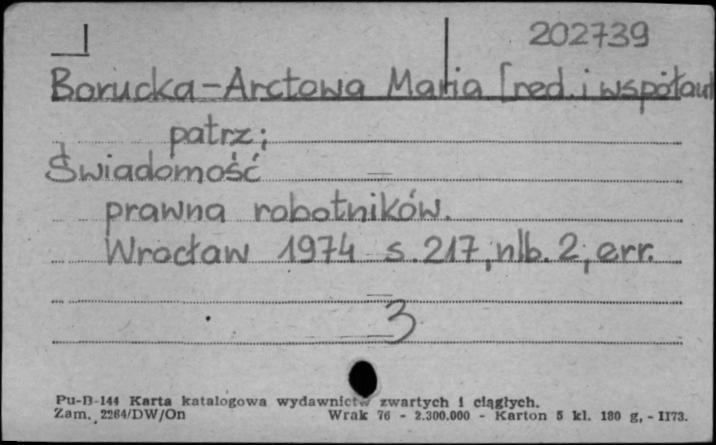 202739
Borucka-Arctowa Maria [red. i współaut
patrz;
Świadomość
prawna robotników.
Wrocław 1974 s. 217, nlb. 2, err.
3
Pu-B-144 Karta katalogowa wydawnictw zwartych i ciągłych.
Zam. 2264/DW/On Wrak 76 - 2.300.000 - Karton 5 kl. 180 g, - II73.